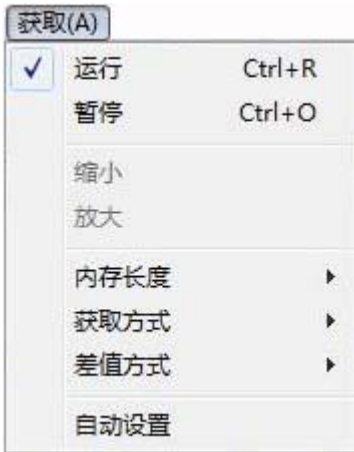 获取(A)
运行 Ctrl+R
暂停 Ctrl+O
缩小
放大
内存长度
获取方式
差值方式
自动设置